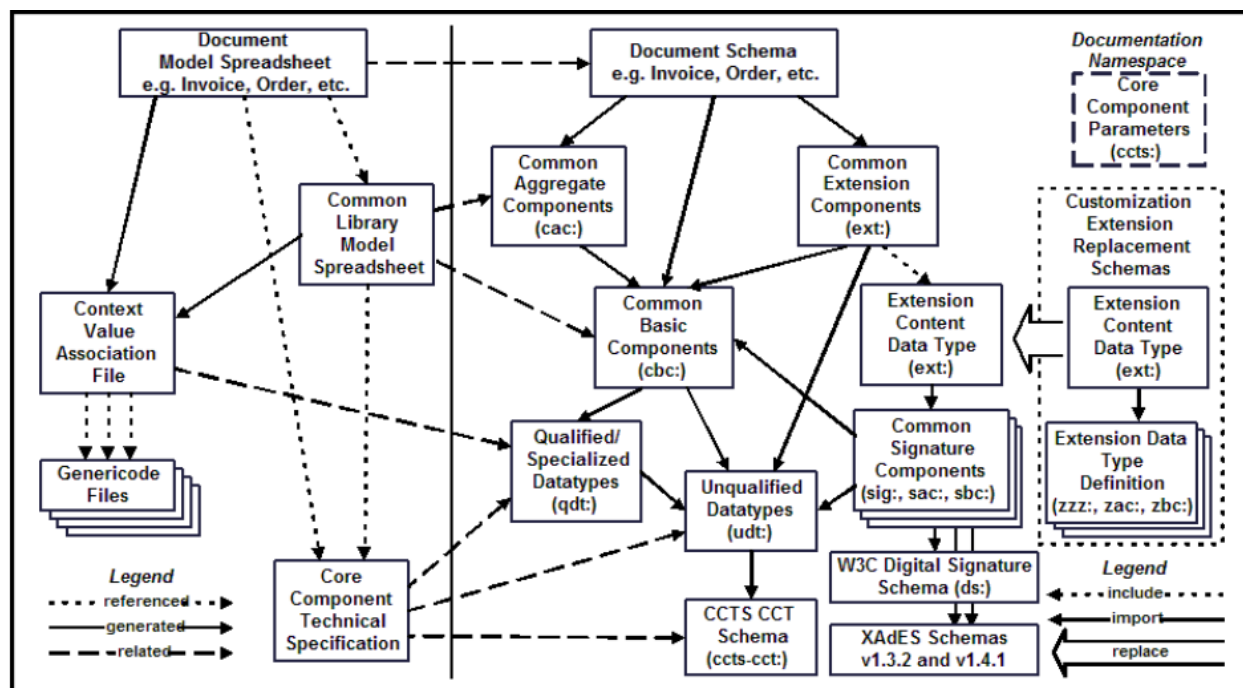 Document
Model Spreadsheet
e.g. Invoice, Order, etc.
Document Schema
e.g. Invoice, Order, etc.
Documentation
Namespace
Core
Component
Parameters
(ccts:)
Common
Aggregate
Components
(cac:)
Common
Extension
Components
(ext:)
Common
Library
Model
Spreadsheet
Customization
Extension
Replacement
Schemas
Context
Value
Association
File
Common
Basic
Components
(cbc:)
Extension
Content
Data Type
(ext:)
Extension
Content
Data Type
(ext:)
Genericode
Files
Qualified/
Specialized
Datatypes
(qdt:)
Unqualified
Datatypes
(udt:)
Common
Signature
Components
(sig:, sac:, sbc:)
Extension Data
Type
Definition
(zzz:, zac:, zbc:)
Legend
referenced
generated
related
Core
Component
Technical
Specification
CCTS CCT
Schema
(ccts-cct:)
W3C Digital Signature
Schema (ds:)
XAdES Schemas
v1.3.2 and v1.4.1
Legend
include
import
replace